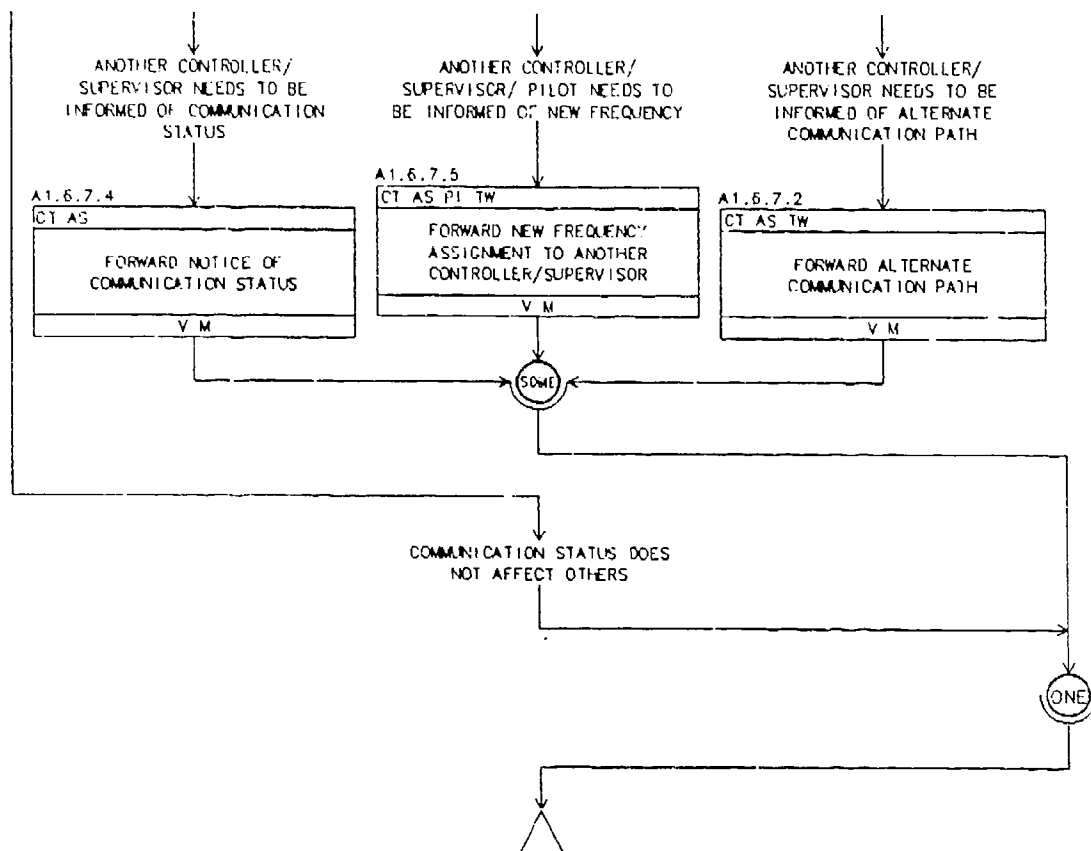 ANOTHER CONTROLLER/
SUPERVISOR NEEDS TO BE
INFORMED OF COMMUNICATION
STATUS
ANOTHER CONTROLLER/
SUPERVISOR/ PILOT NEEDS TO
BE INFORMED OF NEW FREQUENCY
ANOTHER CONTROLLER/
SUPERVISOR NEEDS TO BE
INFORMED OF ALTERNATE
COMMUNICATION PATH
A1.6.7.4
CT AS
FORWARD NOTICE OF
COMMUNICATION STATUS
V M
A1.6.7.5
CT AS PI TW
FORWARD NEW FREQUENCY
ASSIGNMENT TO ANOTHER
CONTROLLER/SUPERVISOR
V M
A1.6.7.2
CT AS TW
FORWARD ALTERNATE
COMMUNICATION PATH
V M
SOME
COMMUNICATION STATUS DOES
NOT AFFECT OTHERS
ONE